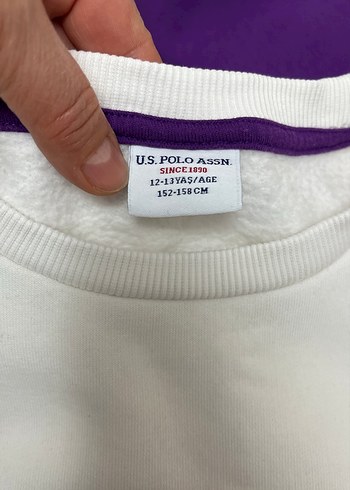 U.S. POLO ASSN.
SINCE 1890
12-13 YAŞ/AGE
152-158 CM